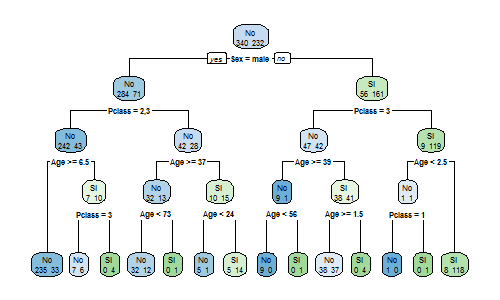 No
340 232
yes Sex = male no
No
284 71
SI
56 161
Pclass = 2,3
Pclass = 3
No
242 43
No
42 28
No
47 42
SI
9 119
Age >= 6.5
Age >= 37
Age >= 39
Age < 2.5
SI
7 10
No
32 13
SI
10 15
No
9 1
SI
38 41
No
1 1
Pclass = 3
Age < 73
Age < 24
Age < 56
Age >= 1.5
Pclass = 1
No
235 33
No
7 6
SI
0 4
No
32 12
SI
0 1
No
5 1
SI
5 14
No
9 0
SI
0 1
No
38 37
SI
0 4
No
1 0
SI
0 1
SI
8 118